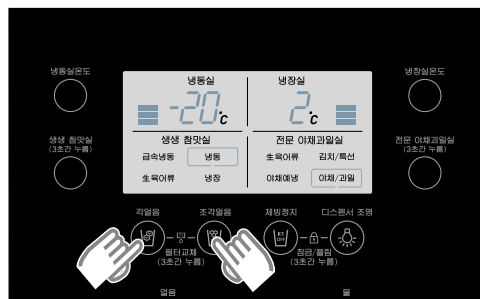 냉동실온도
냉동실
냉장실
냉장실온도
-20°c
2°c
생생 참맛실
(3초간 누름)
생생 참맛실
전문 야채과일실
전문 야채과일실
(3초간 누름)
급속냉동
냉동
生육어류
김치/특선
生육어류
냉장
야채예냉
야채/과일
각얼음
조각얼음
제빙정지
디스펜서 조명
ICE
OFF
필터교체
(3초간 누름)
잠금/풀림
(3초간 누름)
얼음
물